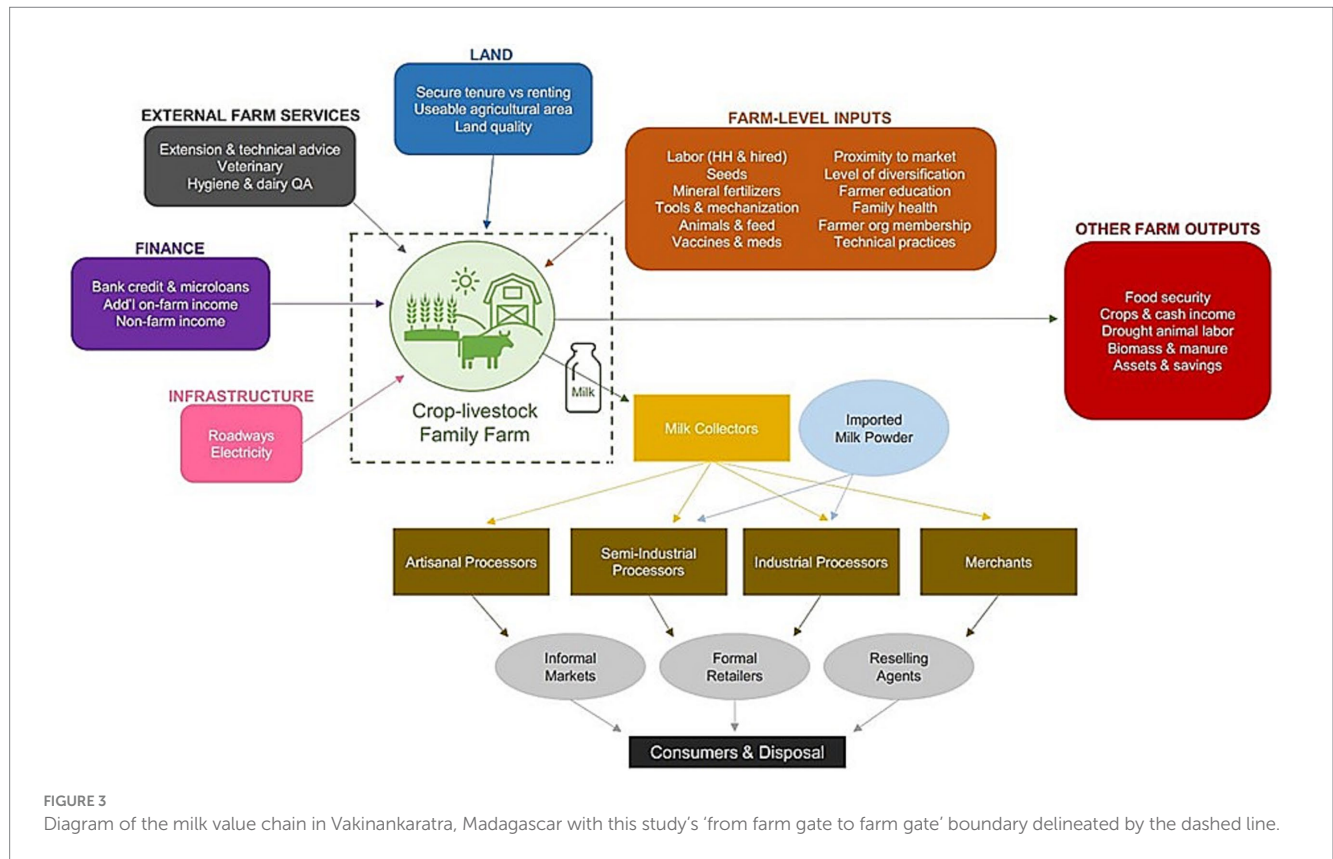 LAND
Secure tenure vs renting
Useable agricultural area
Land quality
EXTERNAL FARM SERVICES
Extension & technical advice
Veterinary
Hygiene & dairy QA
FARM-LEVEL INPUTS
Labor (HH & hired)
Seeds
Mineral fertilizers
Tools & mechanization
Animals & feed
Vaccines & meds
Proximity to market
Level of diversification
Farmer education
Family health
Farmer org membership
Technical practices
FINANCE
Bank credit & microloans
Add'l on-farm income
Non-farm income
OTHER FARM OUTPUTS
Food security
Crops & cash income
Drought animal labor
Biomass & manure
Assets & savings
INFRASTRUCTURE
Roadways
Electricity
Crop-livestock
Family Farm
Milk
Milk Collectors
Imported
Milk Powder
Artisanal Processors
Semi-Industrial
Processors
Industrial Processors
Merchants
Informal
Markets
Formal
Retailers
Reselling
Agents
Consumers & Disposal
FIGURE 3
Diagram of the milk value chain in Vakinankaratra, Madagascar with this study's ‘from farm gate to farm gate’ boundary delineated by the dashed line.